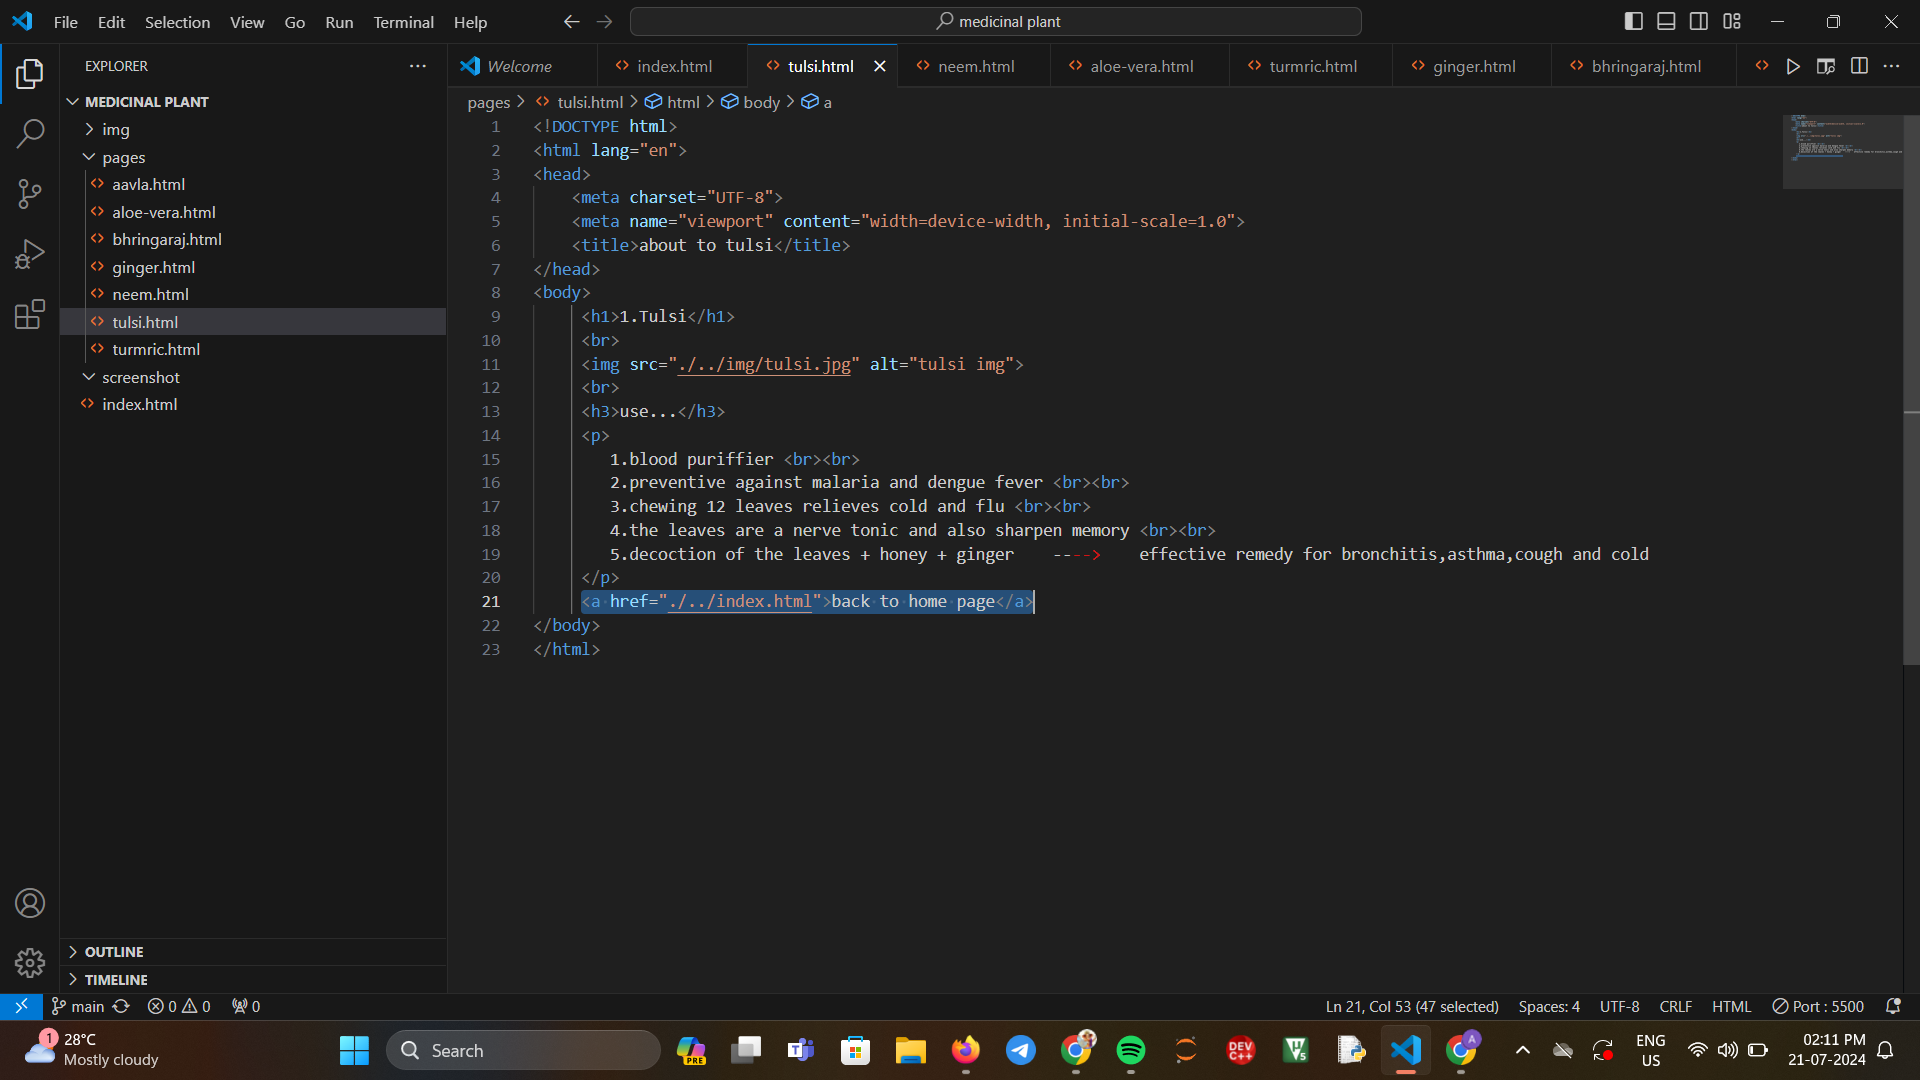 File Edit Selection View Go Run Terminal Help
medicinal plant
EXPLORER
MEDICINAL PLANT
img
pages
aavla.html
aloe-vera.html
bhringaraj.html
ginger.html
neem.html
tulsi.html
turmric.html
screenshot
index.html
OUTLINE
TIMELINE
Welcome index.html tulsi.html neem.html aloe-vera.html turmric.html ginger.html bhringaraj.html
pages > tulsi.html > html > body > a
1 <!DOCTYPE html>
2 <html lang="en">
3 <head>
4 <meta charset="UTF-8">
5 <meta name="viewport" content="width=device-width, initial-scale=1.0">
6 <title>about to tulsi</title>
7 </head>
8 <body>
9 <h1>1.Tulsi</h1>
10 <br>
11 <img src="./../img/tulsi.jpg" alt="tulsi img">
12 <br>
13 <h3>use...</h3>
14 <p>
15 1.blood puriffier <br><br>
16 2.preventive against malaria and dengue fever <br><br>
17 3.chewing 12 leaves relieves cold and flu <br><br>
18 4.the leaves are a nerve tonic and also sharpen memory <br><br>
19 5.decoction of the leaves + honey + ginger ----> effective remedy for bronchitis,asthma,cough and cold
20 </p>
21 <a href="./../index.html">back to home page</a>
22 </body>
23 </html>
main 0 0 0 Ln 21, Col 53 (47 selected) Spaces: 4 UTF-8 CRLF HTML Port : 5500
1 28°C
Mostly cloudy
Search
PRE
DEV C++
V5
A
ENG
US
02:11 PM
21-07-2024